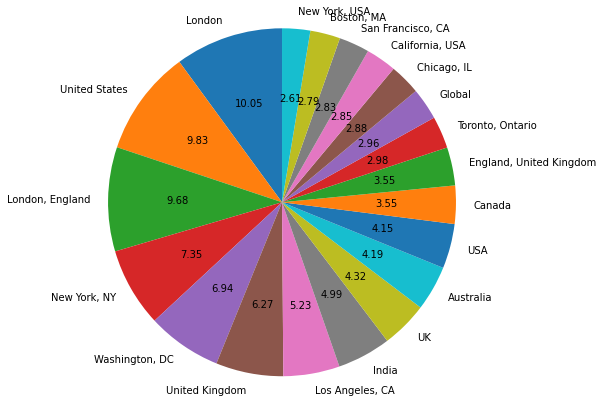 London
10.05
United States
9.83
London, England
9.68
New York, NY
7.35
Washington, DC
6.94
United Kingdom
6.27
Los Angeles, CA
5.23
India
4.99
UK
4.32
Australia
4.19
USA
4.15
Canada
3.55
England, United Kingdom
3.55
Toronto, Ontario
2.98
Global
2.96
Chicago, IL
2.88
California, USA
2.85
San Francisco, CA
2.83
Boston, MA
2.79
New York, USA
2.61